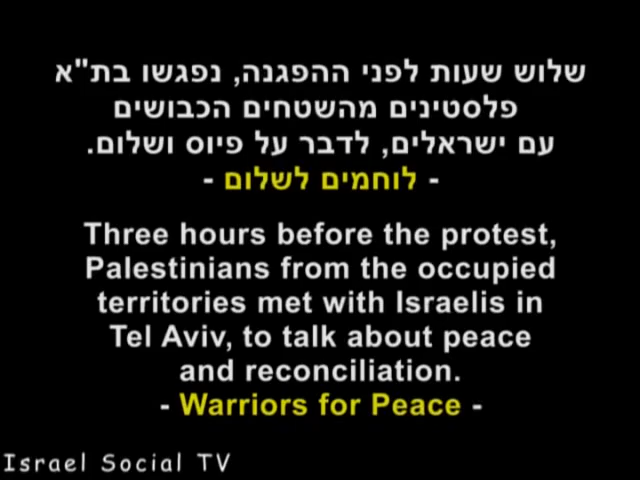 שלוש שעות לפני ההפגנה, נפגשו בת"א
פלסטינים מהשטחים הכבושים
עם ישראלים, לדבר על פיוס ושלום.
- לוחמים לשלום -
Three hours before the protest,
Palestinians from the occupied
territories met with Israelis in
Tel Aviv, to talk about peace
and reconciliation.
- Warriors for Peace -
Israel Social TV